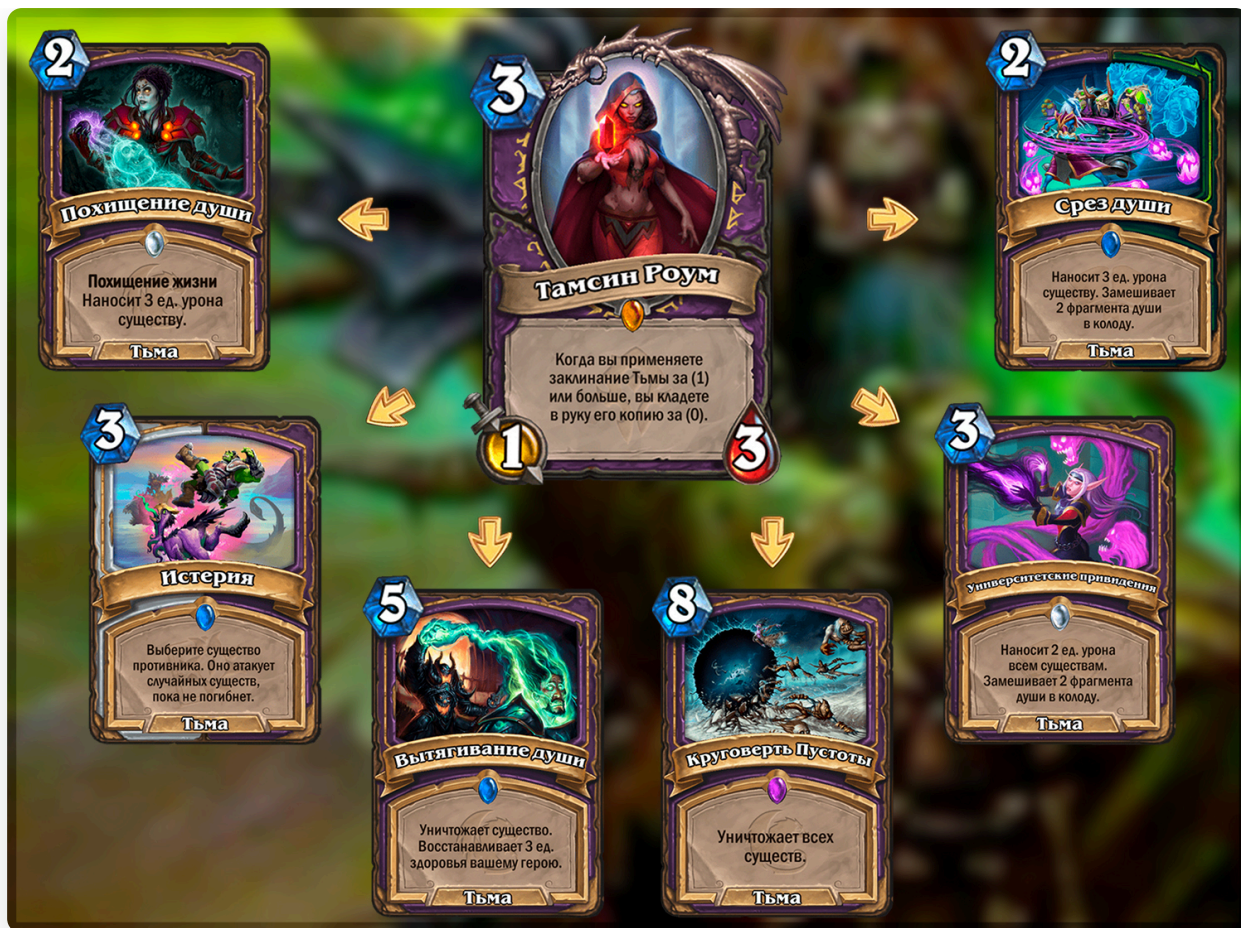 2
Похищение души
Похищение жизни
Наносит 3 ед. урона
существу.
Тьма
3
Тамсин Роум
Когда вы применяете
заклинание Тьмы за (1)
или больше, вы кладете
в руку его копию за (0).
1
3
2
Срез души
Наносит 3 ед. урона
существу. Замешивает
2 фрагмента души
в колоду.
Тьма
3
Истерия
Выберите существо
противника. Оно атакует
случайных существ,
пока не погибнет.
Тьма
5
Вытягивание души
Уничтожает существо.
Восстанавливает 3 ед.
здоровья вашему герою.
Тьма
8
Круговерть Пустоты
Уничтожает всех
существ.
Тьма
3
Университетские привидения
Наносит 2 ед. урона
всем существам.
Замешивает 2 фрагмента
души в колоду.
Тьма